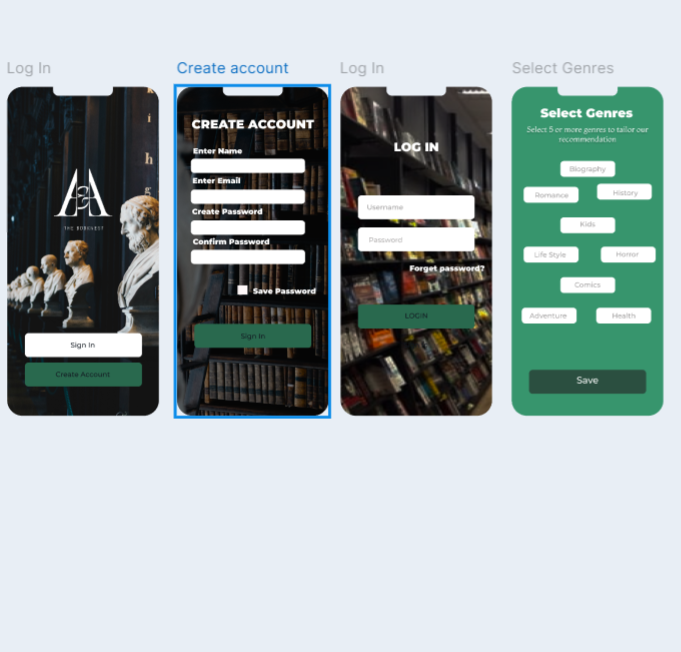 Log In
Create account
Log In
Select Genres
THE BOOKNEST
Sign In
Create Account
CREATE ACCOUNT
Enter Name
Enter Email
Create Password
Confirm Password
Save Password
Sign In
LOG IN
Username
Password
Forget password?
LOGIN
Select Genres
Select 5 or more genres to tailor our
recommendation
Biography
Romance
History
Kids
Life Style
Horror
Comics
Adventure
Health
Save